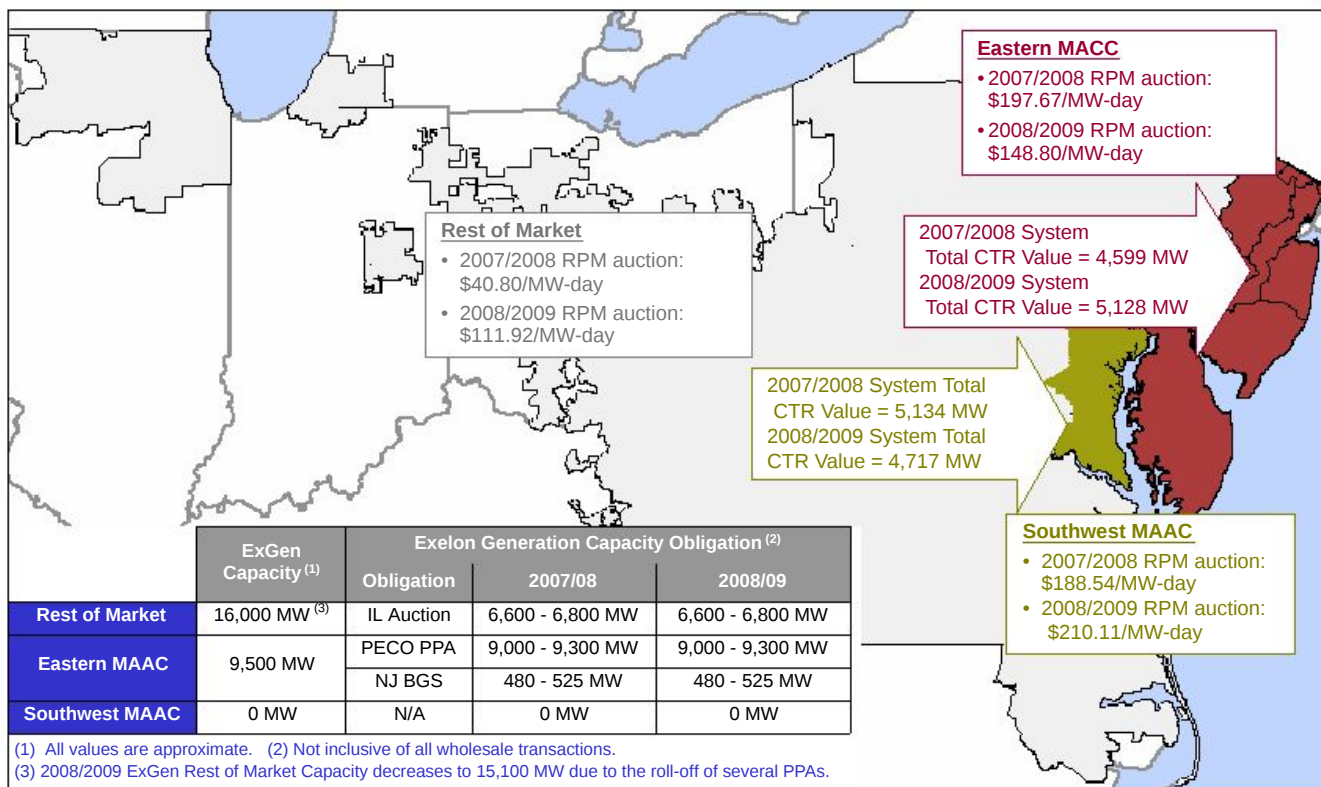 Eastern MACC
• 2007/2008 RPM auction:
$197.67/MW-day
• 2008/2009 RPM auction:
$148.80/MW-day
2007/2008 System
Total CTR Value = 4,599 MW
2008/2009 System
Total CTR Value = 5,128 MW
Rest of Market
• 2007/2008 RPM auction:
$40.80/MW-day
• 2008/2009 RPM auction:
$111.92/MW-day
2007/2008 System Total
CTR Value = 5,134 MW
2008/2009 System Total
CTR Value = 4,717 MW
Southwest MAAC
• 2007/2008 RPM auction:
$188.54/MW-day
• 2008/2009 RPM auction:
$210.11/MW-day
ExGen
Capacity (1)
Exelon Generation Capacity Obligation (2)
Obligation 2007/08 2008/09
Rest of Market 16,000 MW (3) IL Auction 6,600 - 6,800 MW 6,600 - 6,800 MW
Eastern MAAC 9,500 MW PECO PPA 9,000 - 9,300 MW 9,000 - 9,300 MW
NJ BGS 480 - 525 MW 480 - 525 MW
Southwest MAAC 0 MW N/A 0 MW 0 MW
(1) All values are approximate. (2) Not inclusive of all wholesale transactions.
(3) 2008/2009 ExGen Rest of Market Capacity decreases to 15,100 MW due to the roll-off of several PPAs.